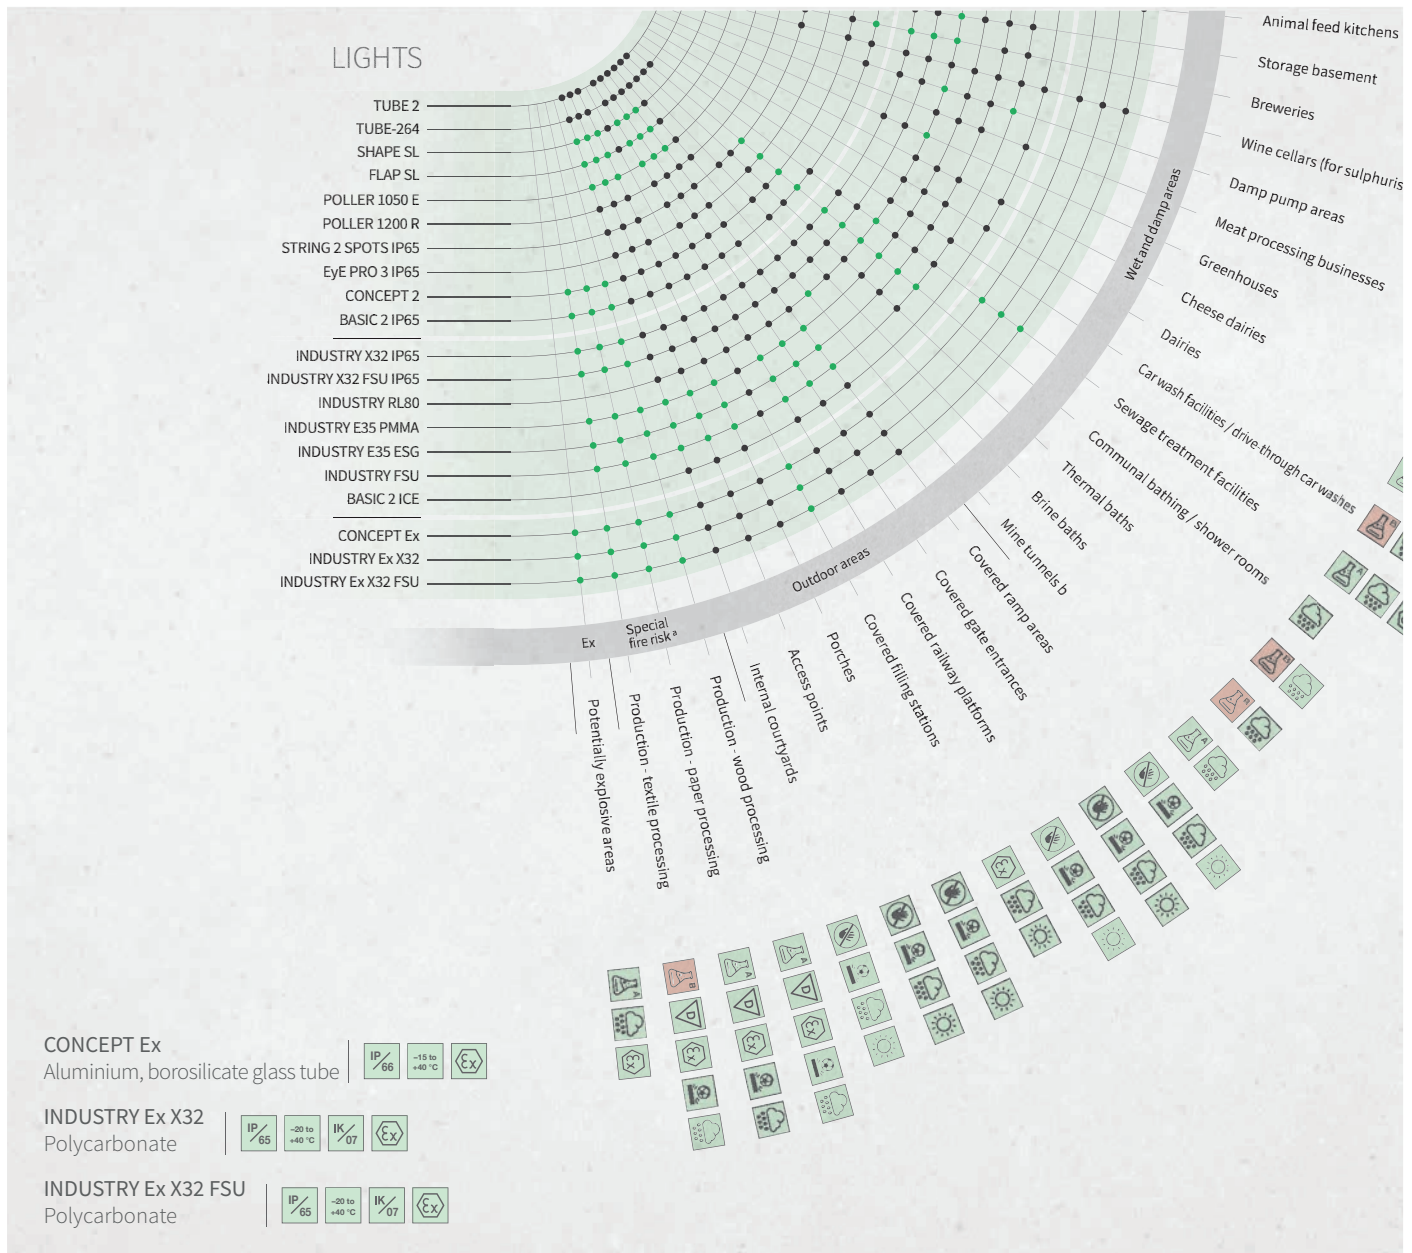 LIGHTS
TUBE 2
TUBE-264
SHAPE SL
FLAP SL
POLLER 1050 E
POLLER 1200 R
STRING 2 SPOTS IP65
EyE PRO 3 IP65
CONCEPT 2
BASIC 2 IP65
INDUSTRY X32 IP65
INDUSTRY X32 FSU IP65
INDUSTRY RL80
INDUSTRY E35 PMMA
INDUSTRY E35 ESG
INDUSTRY FSU
BASIC 2 ICE
CONCEPT Ex
INDUSTRY Ex X32
INDUSTRY Ex X32 FSU
Animal feed kitchens
Storage basement
Breweries
Wine cellars (for sulphuris
Damp pump areas
Meat processing businesses
Greenhouses
Cheese dairies
Dairies
Car wash facilities / drive-through car washes
Sewage treatment facilities
Communal bathing / shower rooms
Thermal baths
Brine baths
Mine tunnels b
Covered ramp areas
Covered gate entrances
Covered railway platforms
Covered filling stations
Porches
Access points
Internal courtyards
Production - wood processing
Production - paper processing
Production - textile processing
Potentially explosive areas
Wet and damp areas
Outdoor areas
Special
fire risk a
Ex
CONCEPT Ex
Aluminium, borosilicate glass tube
IP/66
-15 to
+40 °C
Ex
INDUSTRY Ex X32
Polycarbonate
IP/65
-20 to
+40 °C
IK/07
Ex
INDUSTRY Ex X32 FSU
Polycarbonate
IP/65
-20 to
+40 °C
IK/07
Ex